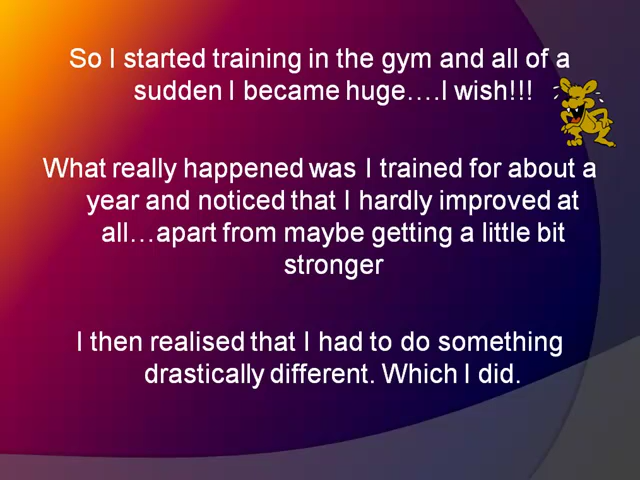 So I started training in the gym and all of a
sudden I became huge….I wish!!!
What really happened was I trained for about a
year and noticed that I hardly improved at
all…apart from maybe getting a little bit
stronger
I then realised that I had to do something
drastically different. Which I did.